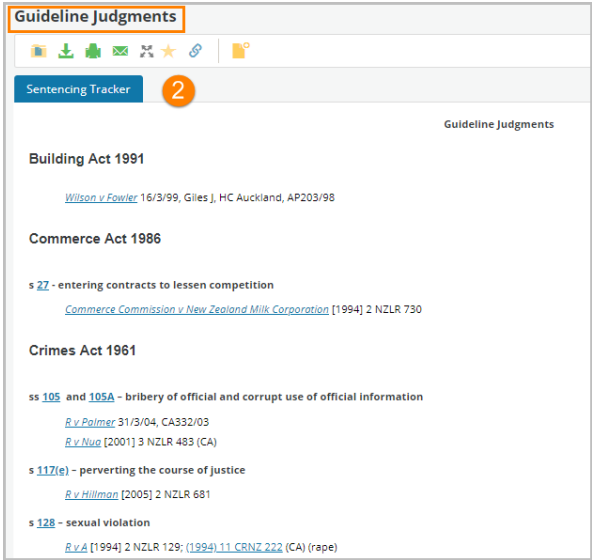 Guideline Judgments
Sentencing Tracker
2
Guideline Judgments
Building Act 1991
Wilson v Fowler 16/3/99, Giles J, HC Auckland, AP203/98
Commerce Act 1986
s 27 - entering contracts to lessen competition
Commerce Commission v New Zealand Milk Corporation [1994] 2 NZLR 730
Crimes Act 1961
ss 105 and 105A – bribery of official and corrupt use of official information
R v Palmer 31/3/04, CA332/03
R v Nua [2001] 3 NZLR 483 (CA)
s 117(e) – perverting the course of justice
R v Hillman [2005] 2 NZLR 681
s 128 – sexual violation
R v A [1994] 2 NZLR 129; (1994) 11 CRNZ 222 (CA) (rape)